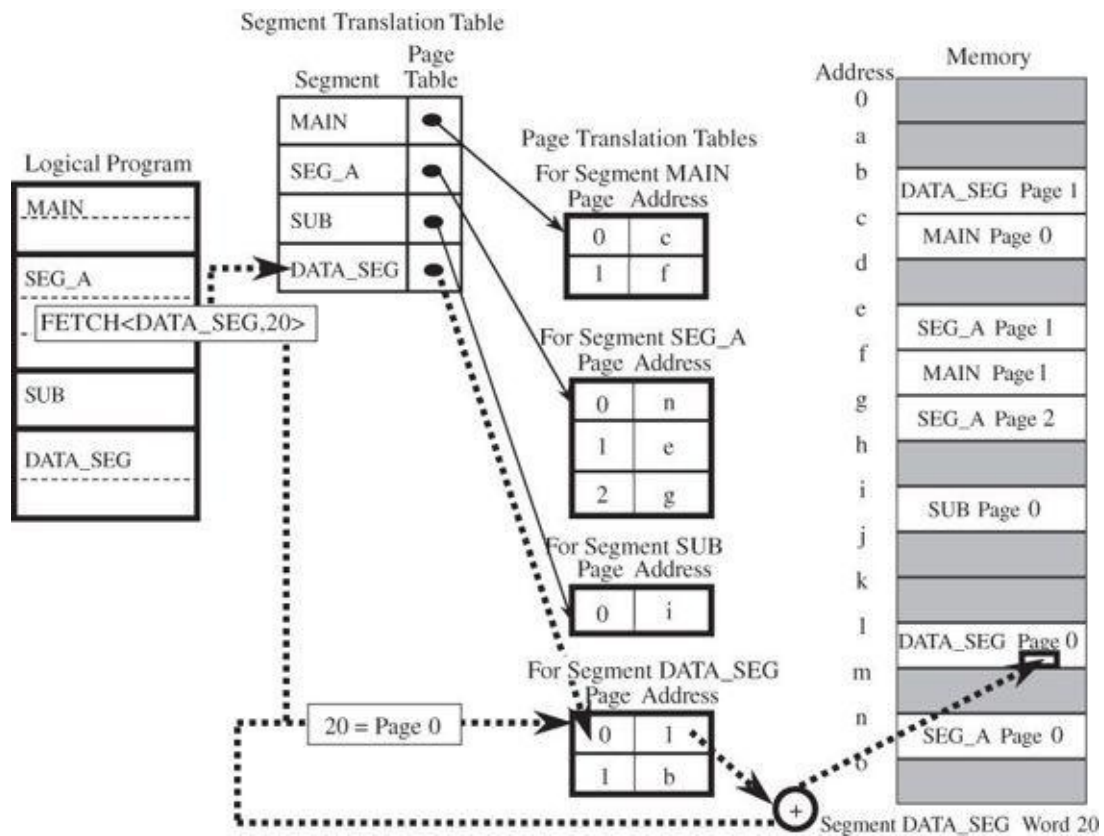 Segment Translation Table
Segment Page Table
MAIN
SEG_A
SUB
DATA_SEG
Logical Program
MAIN
SEG_A
FETCH<DATA_SEG,20>
SUB
DATA_SEG
20 = Page 0
Page Translation Tables
For Segment MAIN
Page Address
0 c
1 f
For Segment SEG_A
Page Address
0 n
1 e
2 g
For Segment SUB
Page Address
0 i
For Segment DATA_SEG
Page Address
0 l
1 b
+
Memory
Address
0
a
b
DATA_SEG Page 1
c
MAIN Page 0
d
e
SEG_A Page 1
f
MAIN Page 1
g
SEG_A Page 2
h
i
SUB Page 0
j
k
l
DATA_SEG Page 0
m
n
SEG_A Page 0
o
Segment DATA_SEG Word 20